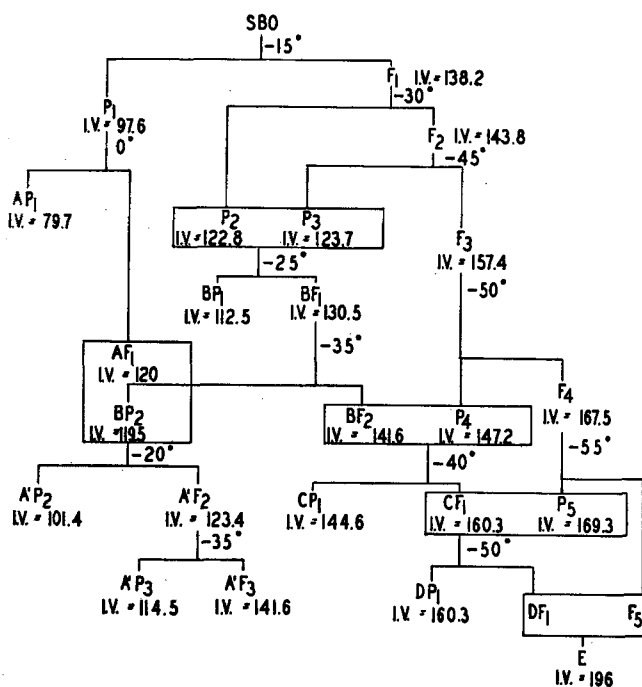 SBO
-15°
F1 I.V. = 138.2
-30°
P1
I.V. = 97.6
0°
F2 I.V. = 143.8
-45°
AP1
I.V. = 79.7
P2 P3
I.V. = 122.8 I.V. = 123.7
-25°
F3
I.V. = 157.4
-50°
BP1 BF1
I.V. = 112.5 I.V. = 130.5
-35°
AF1
I.V. = 120
BP2
I.V. = 119.5
-20°
F4
I.V. = 167.5
-55°
BF2 P4
I.V. = 141.6 I.V. = 147.2
-40°
A'P2 A'F2
I.V. = 101.4 I.V. = 123.4
-35°
CP1 CF1 P5
I.V. = 144.6 I.V. = 160.3 I.V. = 169.3
-50°
A'P3 A'F3
I.V. = 114.5 I.V. = 141.6
DP1
I.V. = 160.3
DF1 F5
E
I.V. = 196